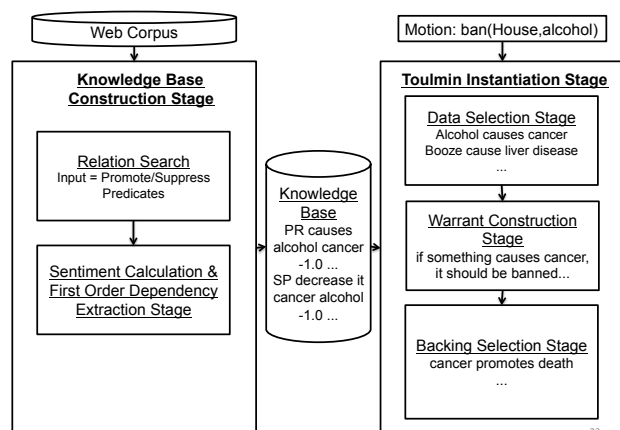 Web Corpus
Motion: ban(House,alcohol)
Knowledge Base
Construction Stage
Relation Search
Input = Promote/Suppress
Predicates
Sentiment Calculation &
First Order Dependency
Extraction Stage
Knowledge
Base
PR causes
alcohol cancer
-1.0 ...
SP decrease it
cancer alcohol
-1.0 ...
Toulmin Instantiation Stage
Data Selection Stage
Alcohol causes cancer
Booze cause liver disease
...
Warrant Construction
Stage
if something causes cancer,
it should be banned...
Backing Selection Stage
cancer promotes death
...